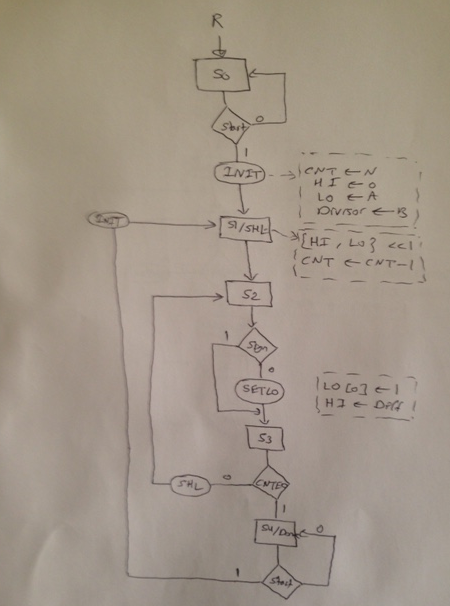 R
S0
Start
0
1
INIT
CNT ← N
HI ← 0
LO ← A
Divisor ← B
INIT
S1/SHL
{HI, LO} <<1
CNT ← CNT-1
S2
1
Sign
0
SETLO
LO[0] ← 1
HI ← Diff
S3
SHL
0
CNTEQ
1
S4/Done
0
1
Start